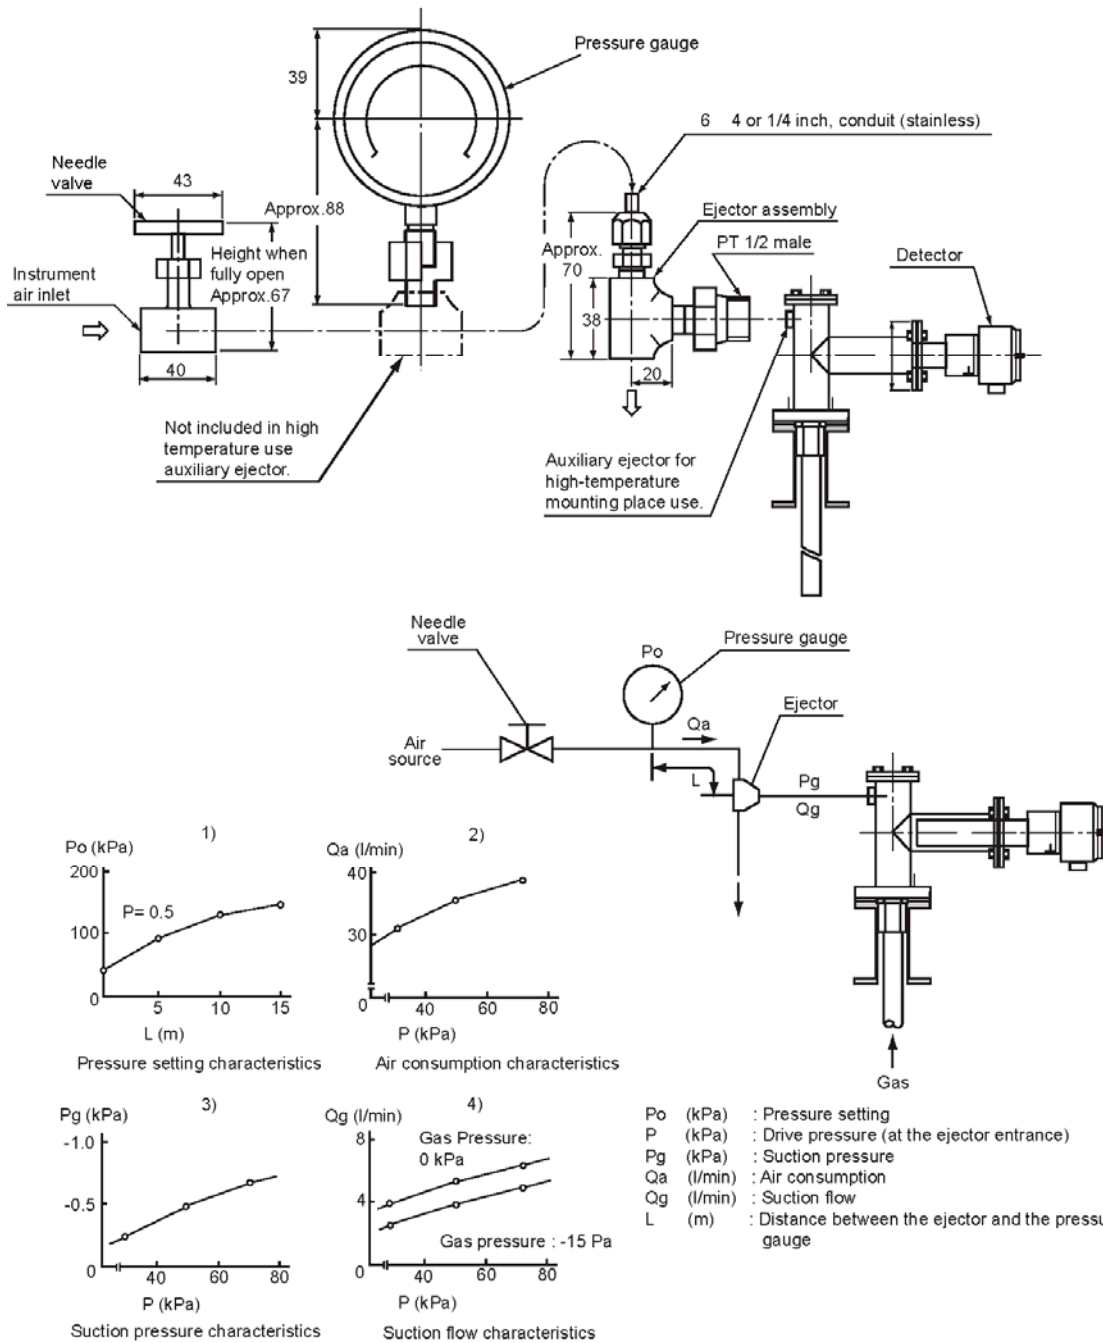 39
Pressure gauge
6 4 or 1/4 inch, conduit (stainless)
Needle
valve
43
Approx.88
Ejector assembly
PT 1/2 male
Approx.
70
Detector
Height when
fully open
Approx.67
Instrument
air inlet
38
40
20
Not included in high
temperature use
auxiliary ejector.
Auxiliary ejector for
high-temperature
mounting place use.
Needle
valve
Po
Pressure gauge
Ejector
Qa
Air
source
L
Pg
Qg
Gas
1)
Po (kPa)
200
P= 0.5
100
0
5 10 15
L (m)
Pressure setting characteristics
2)
Qa (l/min)
40
30
0
40 60 80
P (kPa)
Air consumption characteristics
3)
Pg (kPa)
-1.0
-0.5
0
40 60 80
P (kPa)
Suction pressure characteristics
4)
Qg (l/min)
8
Gas Pressure:
0 kPa
4
Gas pressure : -15 Pa
0
40 60 80
P (kPa)
Suction flow characteristics
Po (kPa) : Pressure setting
P (kPa) : Drive pressure (at the ejector entrance)
Pg (kPa) : Suction pressure
Qa (l/min) : Air consumption
Qg (l/min) : Suction flow
L (m) : Distance between the ejector and the pressu
gauge